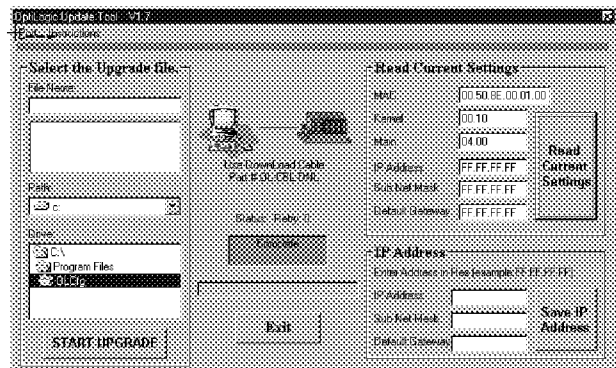 OptiLogic Update Tool V1.7
Port Instructions
Select the Upgrade file.
File Name:
Path:
c:
Drive:
C:\
Program Files
OLCfg
START UPGRADE
Use DownLoad Cable
Part # OL-CBL-DNL
Status: Retry: 0
Exit
Read Current Settings
MAC 00.50.8E.00.01.00
Kernel 00.10
Main 04.00
IP Address FF.FF.FF.FF
Sub Net Mask FF.FF.FF.FF
Default Gateway FF.FF.FF.FF
Read Current Settings
IP Address
Enter Address in Hex (example FF.FF.FF.FF)
IP Address
Sub Net Mask
Default Gateway
Save IP Address